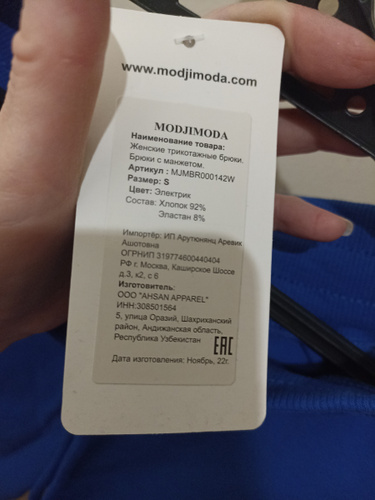 www.modjimoda.com
MODJIMODA
Наименование товара:
Женские трикотажные брюки.
Брюки с манжетом.
Артикул : MJMBR000142W
Размер: S
Цвет: Электрик
Состав: Хлопок 92%
Эластан 8%
Импортёр: ИП Арутюнянц Аревик
Ашотовна
ОГРНИП 319774600440404
РФ г. Москва, Каширское Шоссе
д.3, к2, с 6
Изготовитель:
ООО "AHSAN APPAREL"
ИНН:308501564
5, улица Оразий, Шахриханский
район, Андижанская область,
Республика Узбекистан
EAC
Дата изготовления: Ноябрь, 22г.